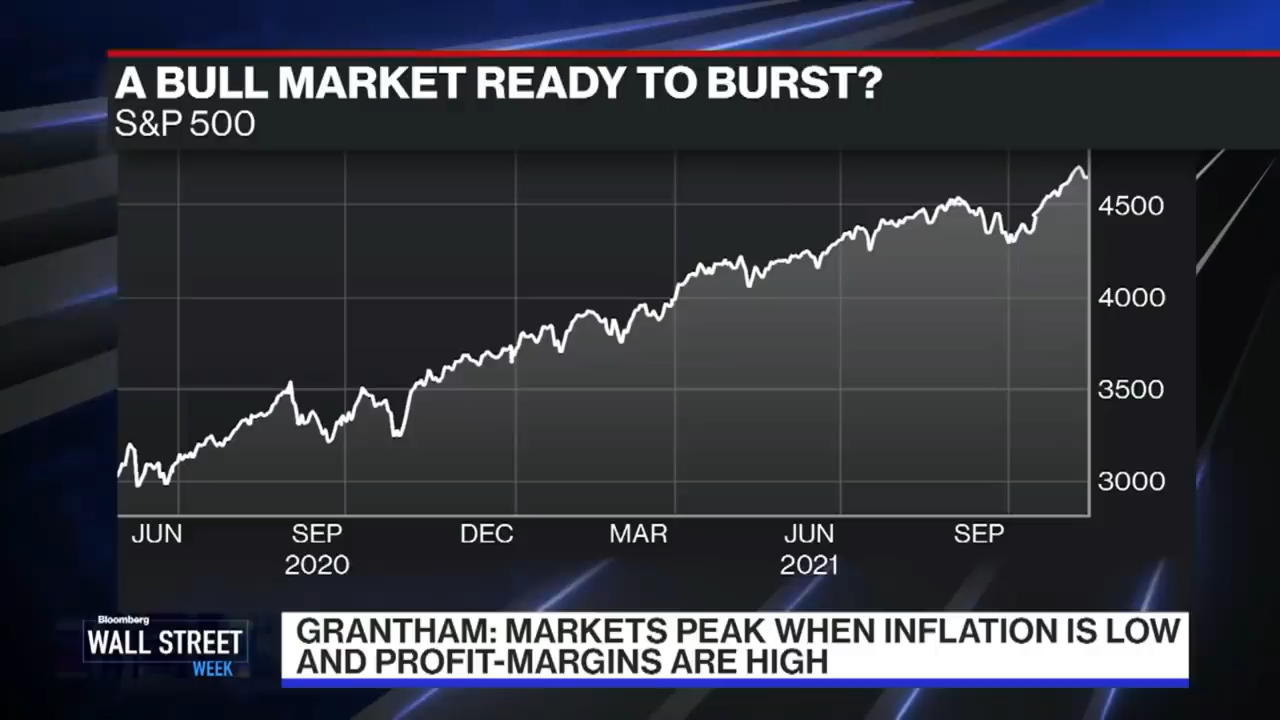 A BULL MARKET READY TO BURST?
S&P 500
4500
4000
3500
3000
JUN SEP DEC MAR JUN SEP
2020 2021
Bloomberg
WALL STREET
WEEK
GRANTHAM: MARKETS PEAK WHEN INFLATION IS LOW
AND PROFIT-MARGINS ARE HIGH